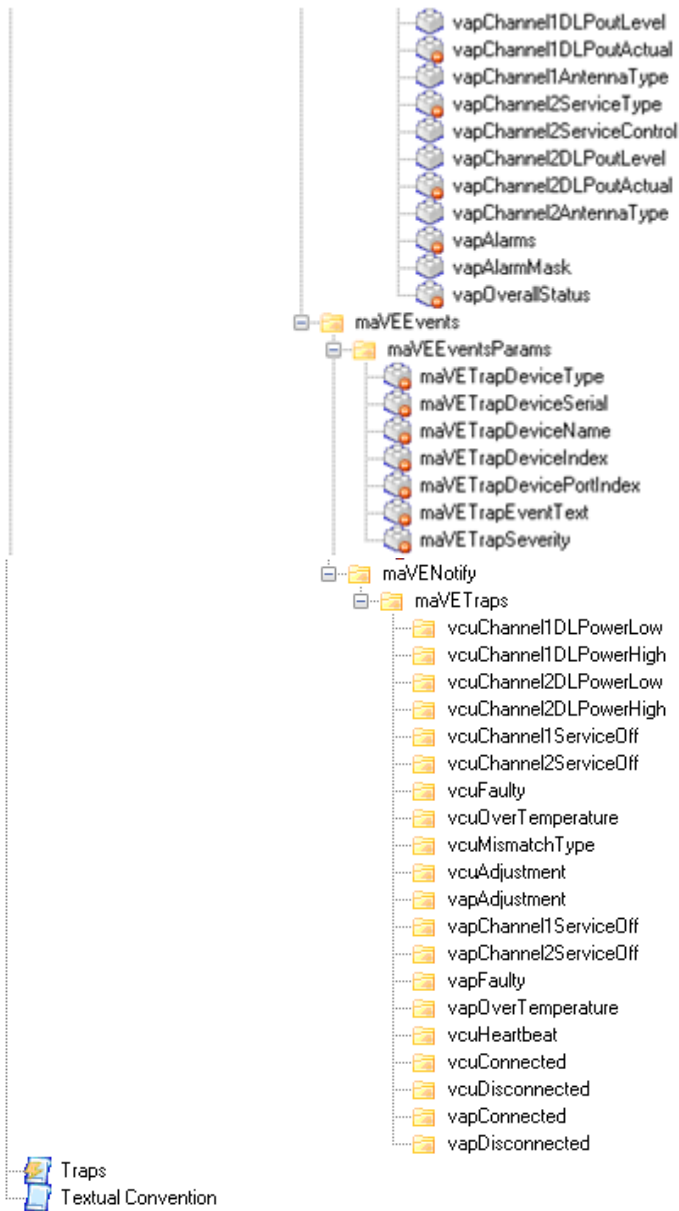 vapChannel1DLPoutLevel
vapChannel1DLPoutActual
vapChannel1AntennaType
vapChannel2ServiceType
vapChannel2ServiceControl
vapChannel2DLPoutLevel
vapChannel2DLPoutActual
vapChannel2AntennaType
vapAlarms
vapAlarmMask
vapOverallStatus
maVEEvents
maVEEventsParams
maVETrapDeviceType
maVETrapDeviceSerial
maVETrapDeviceName
maVETrapDeviceIndex
maVETrapDevicePortIndex
maVETrapEventText
maVETrapSeverity
maVENotify
maVETraps
vcuChannel1DLPowerLow
vcuChannel1DLPowerHigh
vcuChannel2DLPowerLow
vcuChannel2DLPowerHigh
vcuChannel1ServiceOff
vcuChannel2ServiceOff
vcuFaulty
vcuOverTemperature
vcuMismatchType
vcuAdjustment
vapAdjustment
vapChannel1ServiceOff
vapChannel2ServiceOff
vapFaulty
vapOverTemperature
vcuHeartbeat
vcuConnected
vcuDisconnected
vapConnected
vapDisconnected
Traps
Textual Convention